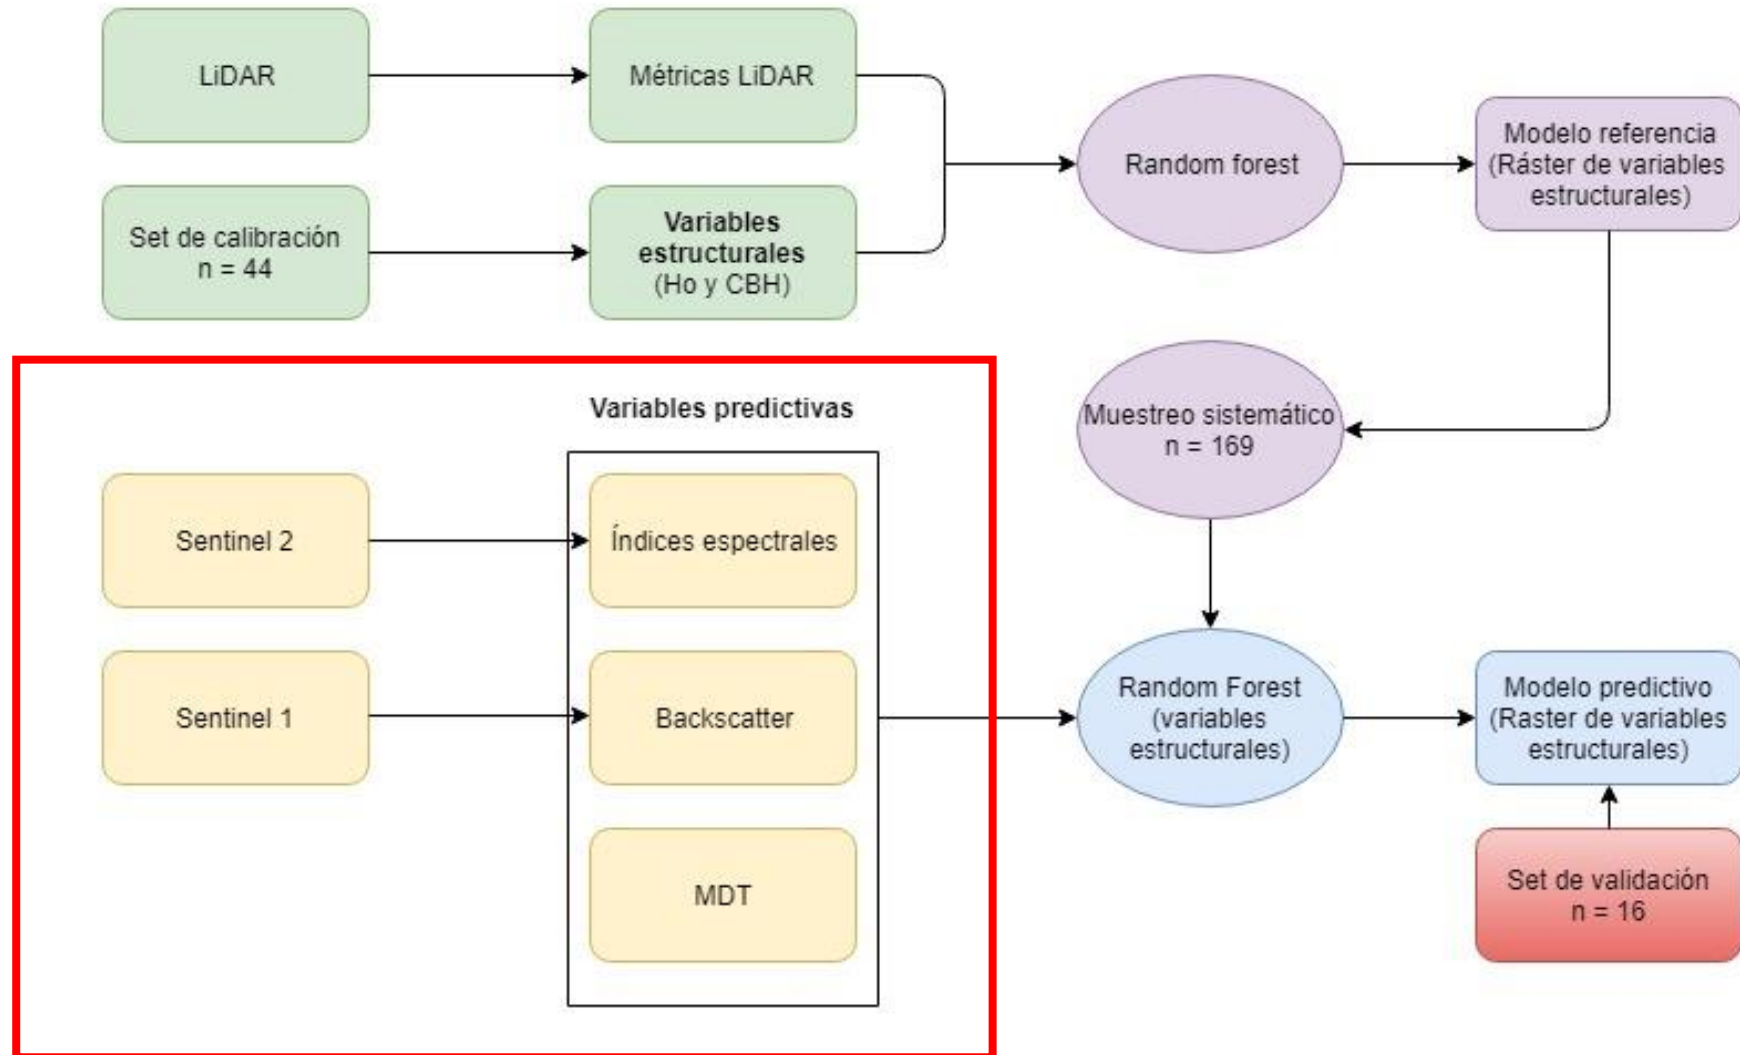 LiDAR
Métricas LiDAR
Random forest
Modelo referencia
(Ráster de variables
estructurales)
Set de calibración
n = 44
Variables
estructurales
(Ho y CBH)
Variables predictivas
Muestreo sistemático
n = 169
Sentinel 2
Índices espectrales
Sentinel 1
Backscatter
Random Forest
(variables
estructurales)
Modelo predictivo
(Raster de variables
estructurales)
MDT
Set de validación
n = 16